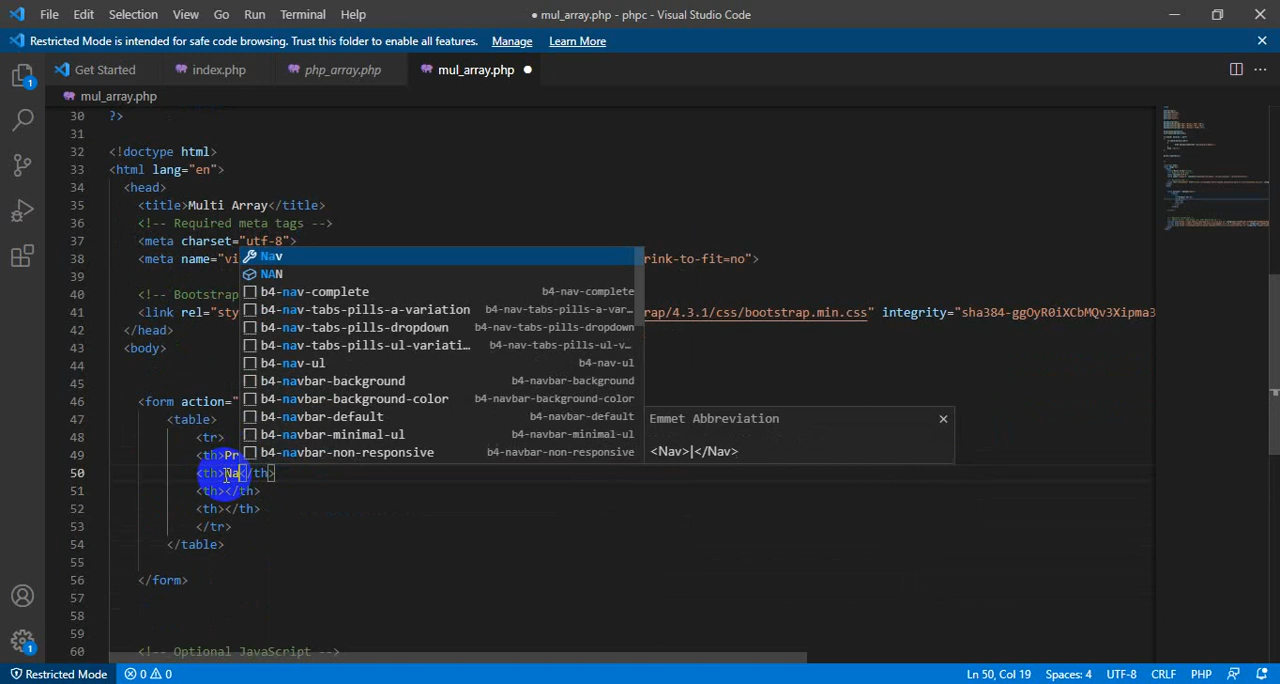 File Edit Selection View Go Run Terminal Help
● mul_array.php - phpc - Visual Studio Code
Restricted Mode is intended for safe code browsing. Trust this folder to enable all features. Manage Learn More
Get Started index.php php_array.php mul_array.php
mul_array.php
30 ?>
31
32 <!doctype html>
33 <html lang="en">
34 <head>
35 <title>Multi Array</title>
36 <!-- Required meta tags -->
37 <meta charset="utf-8">
38 <meta name="vi rink-to-fit=no">
39
40 <!-- Bootstrap
41 <link rel="sty rap/4.3.1/css/bootstrap.min.css" integrity="sha384-ggOyR0iXCbMQv3Xipma3
42 </head>
43 <body>
44
45
46 <form action="
47 <table>
48 <tr>
49 <th>Pr
50 <th>Na</th>
51 <th></th>
52 <th></th>
53 </tr>
54 </table>
55
56 </form>
57
58
59
60 <!-- Optional JavaScript -->
Nav
NAN
b4-nav-complete b4-nav-complete
b4-nav-tabs-pills-a-variation b4-nav-tabs-pills-a-var...
b4-nav-tabs-pills-dropdown b4-nav-tabs-pills-dropdown
b4-nav-tabs-pills-ul-variati... b4-nav-tabs-pills-ul-v...
b4-nav-ul b4-nav-ul
b4-navbar-background b4-navbar-background
b4-navbar-background-color b4-navbar-background-color
b4-navbar-default b4-navbar-default
b4-navbar-minimal-ul b4-navbar-minimal-ul
b4-navbar-non-responsive b4-navbar-non-responsive
Emmet Abbreviation
<Nav>|</Nav>
1
1
Restricted Mode 0 0 Ln 50, Col 19 Spaces: 4 UTF-8 CRLF PHP